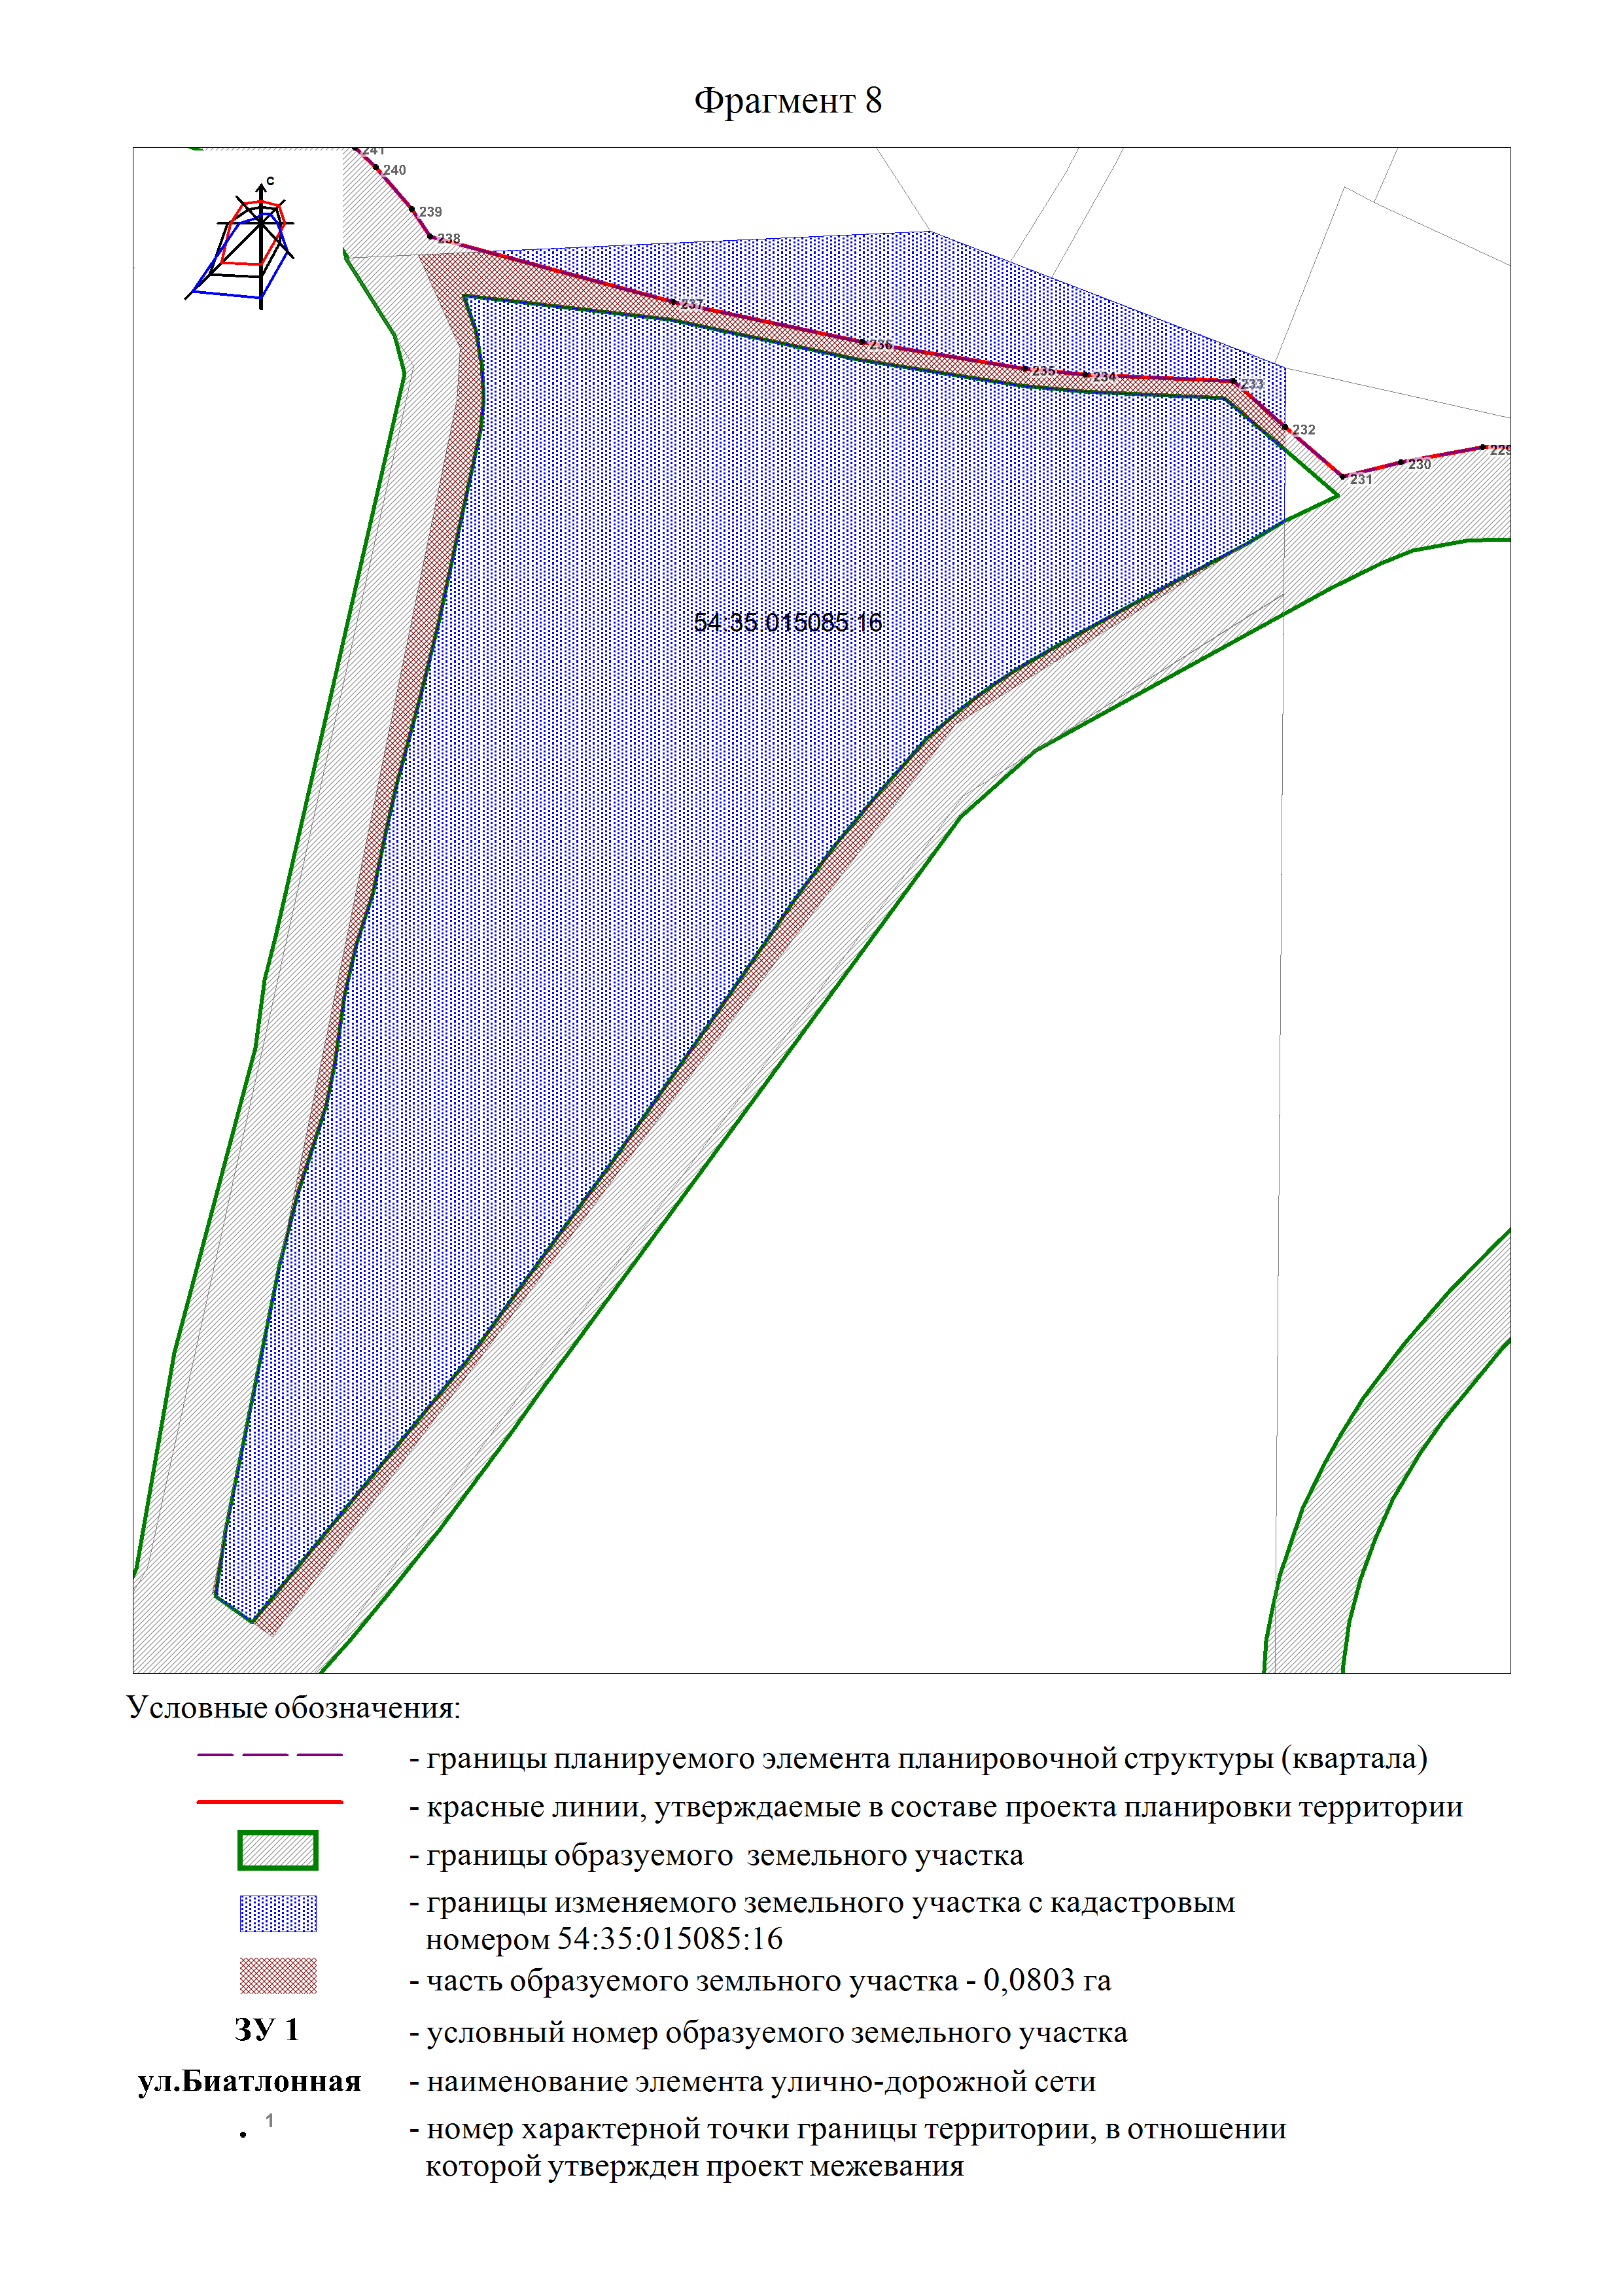 Фрагмент 8
241
240
С
239
238
237
236
235
234
233
232
231
230
229
54:35:015085:16
Условные обозначения:
- границы планируемого элемента планировочной структуры (квартала)
- красные линии, утверждаемые в составе проекта планировки территории
- границы образуемого земельного участка
- границы изменяемого земельного участка с кадастровым
номером 54:35:015085:16
- часть образуемого земльного участка - 0,0803 га
ЗУ 1 - условный номер образуемого земельного участка
ул.Биатлонная - наименование элемента улично-дорожной сети
1 - номер характерной точки границы территории, в отношении
которой утвержден проект межевания